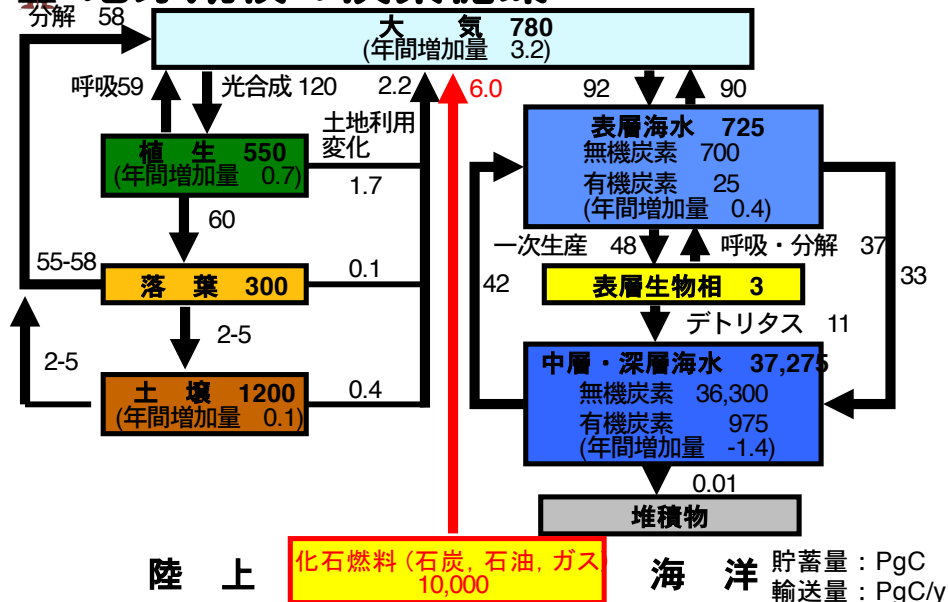 分解 58
大 気 780
(年間増加量 3.2)
呼吸59
光合成 120
2.2
6.0
92
90
土地利用
変化
植 生 550
(年間増加量 0.7)
1.7
表層海水 725
無機炭素 700
有機炭素 25
(年間増加量 0.4)
60
一次生産 48
呼吸・分解 37
55-58
落 葉 300
0.1
42
表層生物相 3
33
デトリタス 11
2-5
2-5
土 壌 1200
(年間増加量 0.1)
0.4
中層・深層海水 37,275
無機炭素 36,300
有機炭素 975
(年間増加量 -1.4)
0.01
堆積物
陸 上
化石燃料 (石炭, 石油, ガス)
10,000
海 洋
貯蓄量：PgC
輸送量：PgC/y